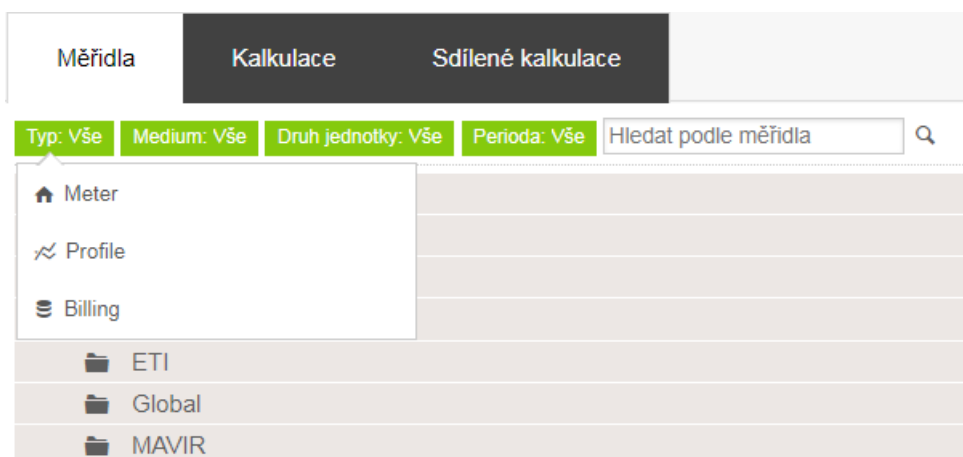 Měřidla Kalkulace Sdílené kalkulace
Typ: Vše Medium: Vše Druh jednotky: Vše Perioda: Vše Hledat podle měřidla
Meter
Profile
Billing
ETI
Global
MAVIR